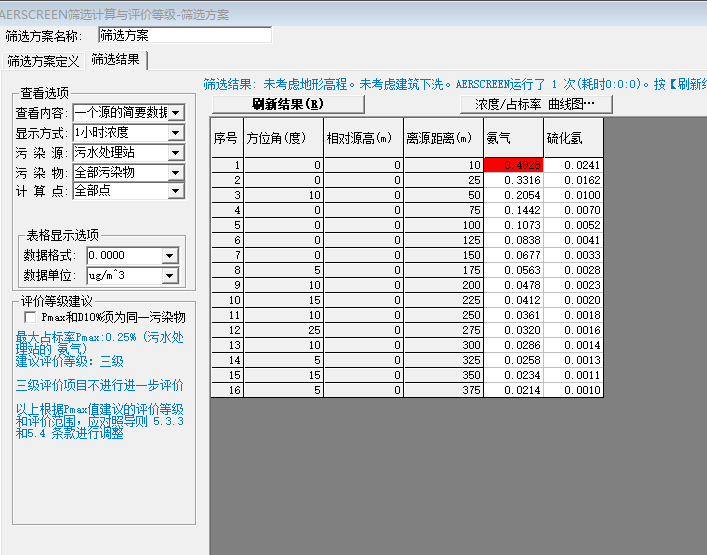 AERSCREEN筛选计算与评价等级-筛选方案
筛选方案名称: 筛选方案
筛选方案定义 筛选结果
查看选项
查看内容: 一个源的简要数据
显示方式: 1小时浓度
污 染 源: 污水处理站
污 染 物: 全部污染物
计 算 点: 全部点
表格显示选项
数据格式: 0.0000
数据单位: ug/m^3
评价等级建议
Pmax和D10%须为同一污染物
最大占标率Pmax:0.25% (污水处
理站的 氨气)
建议评价等级: 三级
三级评价项目不进行进一步评价
以上根据Pmax值建议的评价等级
和评价范围,应对照导则 5.3.3
和5.4 条款进行调整
筛选结果: 未考虑地形高程。未考虑建筑下洗。AERSCREEN运行了 1 次(耗时0:0:0)。按【刷新结
刷新结果(R) 浓度/占标率 曲线图…
序号 方位角(度) 相对源高(m) 离源距离(m) 氨气 硫化氢
1 0 0 10 0.4928 0.0241
2 0 0 25 0.3316 0.0162
3 10 0 50 0.2054 0.0100
4 0 0 75 0.1442 0.0070
5 0 0 100 0.1073 0.0052
6 0 0 125 0.0838 0.0041
7 0 0 150 0.0677 0.0033
8 5 0 175 0.0563 0.0028
9 10 0 200 0.0478 0.0023
10 15 0 225 0.0412 0.0020
11 10 0 250 0.0361 0.0018
12 25 0 275 0.0320 0.0016
13 10 0 300 0.0286 0.0014
14 5 0 325 0.0258 0.0013
15 15 0 350 0.0234 0.0011
16 5 0 375 0.0214 0.0010